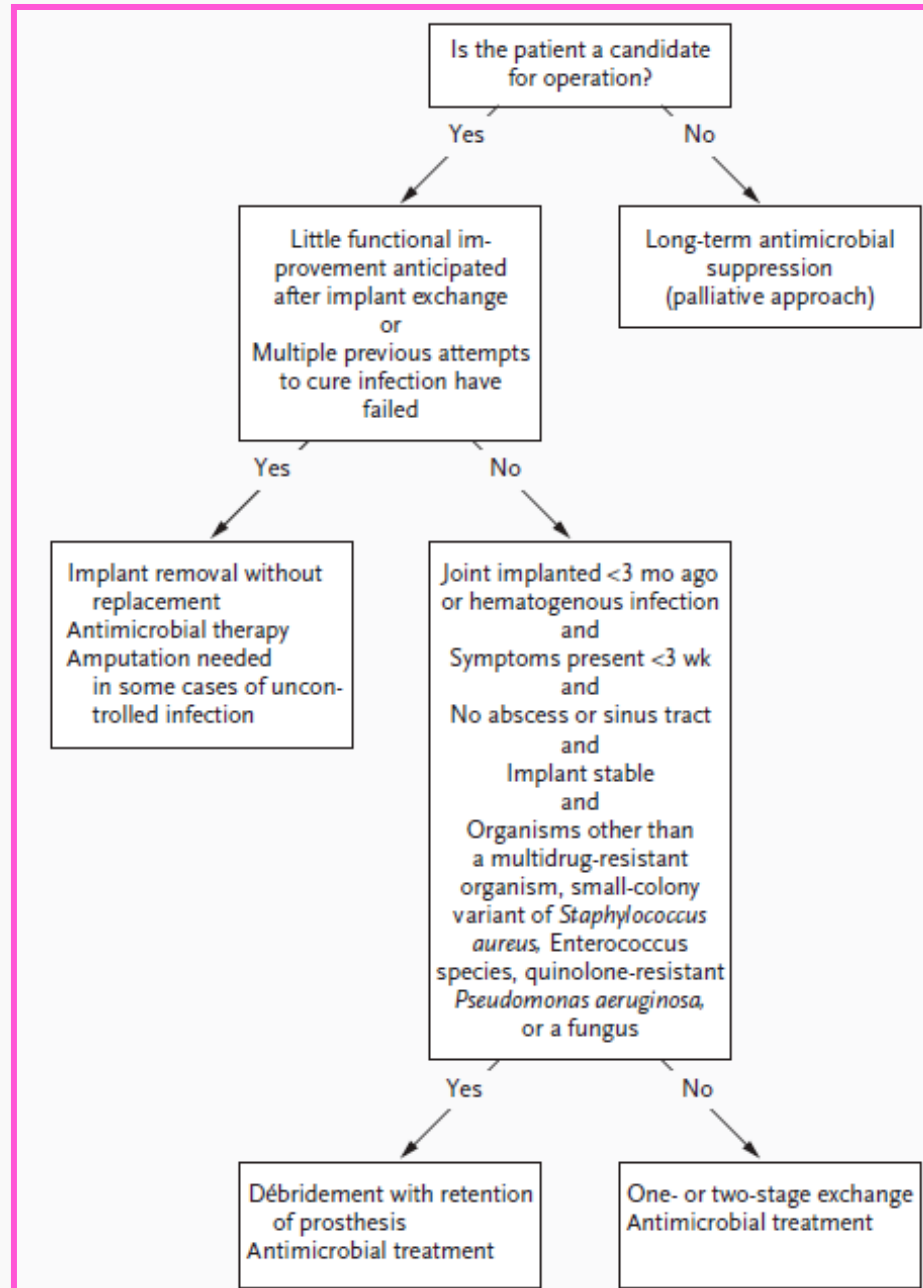 Is the patient a candidate
for operation?
Yes
No
Little functional im-
provement anticipated
after implant exchange
or
Multiple previous attempts
to cure infection have
failed
Long-term antimicrobial
suppression
(palliative approach)
Yes
No
Implant removal without
replacement
Antimicrobial therapy
Amputation needed
in some cases of uncon-
trolled infection
Joint implanted <3 mo ago
or hematogenous infection
and
Symptoms present <3 wk
and
No abscess or sinus tract
and
Implant stable
and
Organisms other than
a multidrug-resistant
organism, small-colony
variant of Staphylococcus
aureus, Enterococcus
species, quinolone-resistant
Pseudomonas aeruginosa,
or a fungus
Yes
No
Débridement with retention
of prosthesis
Antimicrobial treatment
One- or two-stage exchange
Antimicrobial treatment